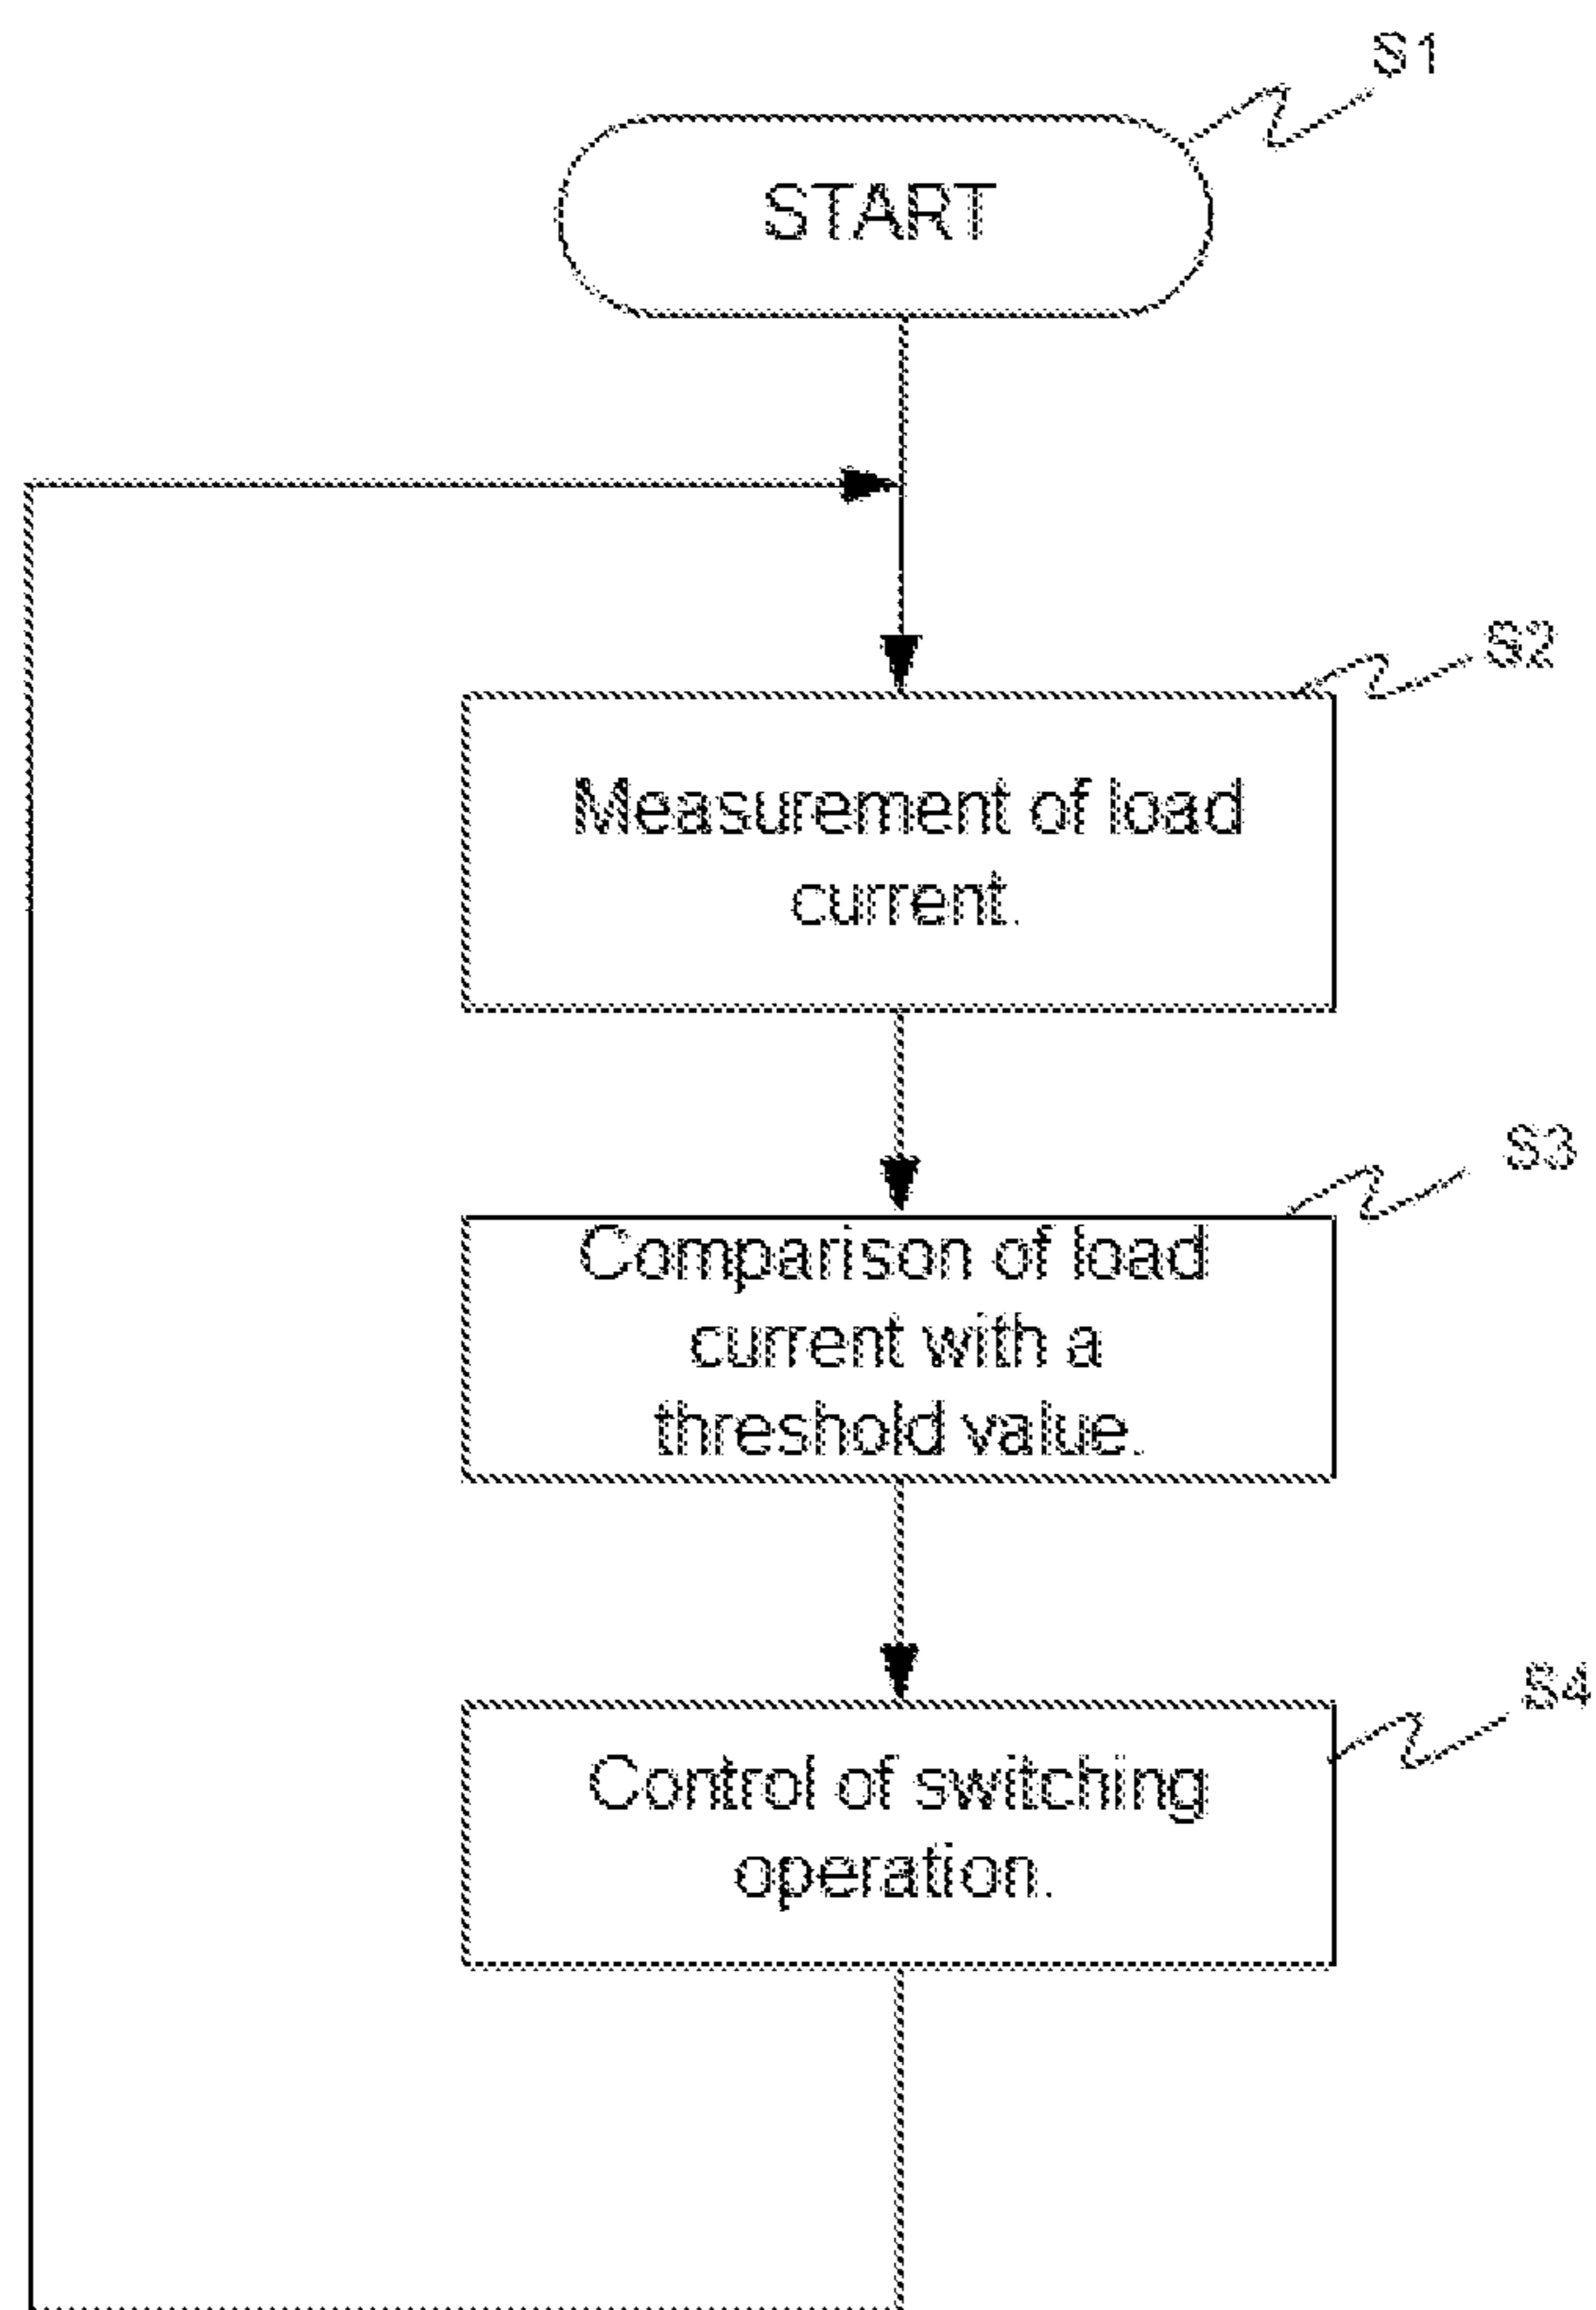 S1
START
S2
Measurement of load
current.
S3
Comparison of load
current with a
threshold value.
S4
Control of switching
operation.